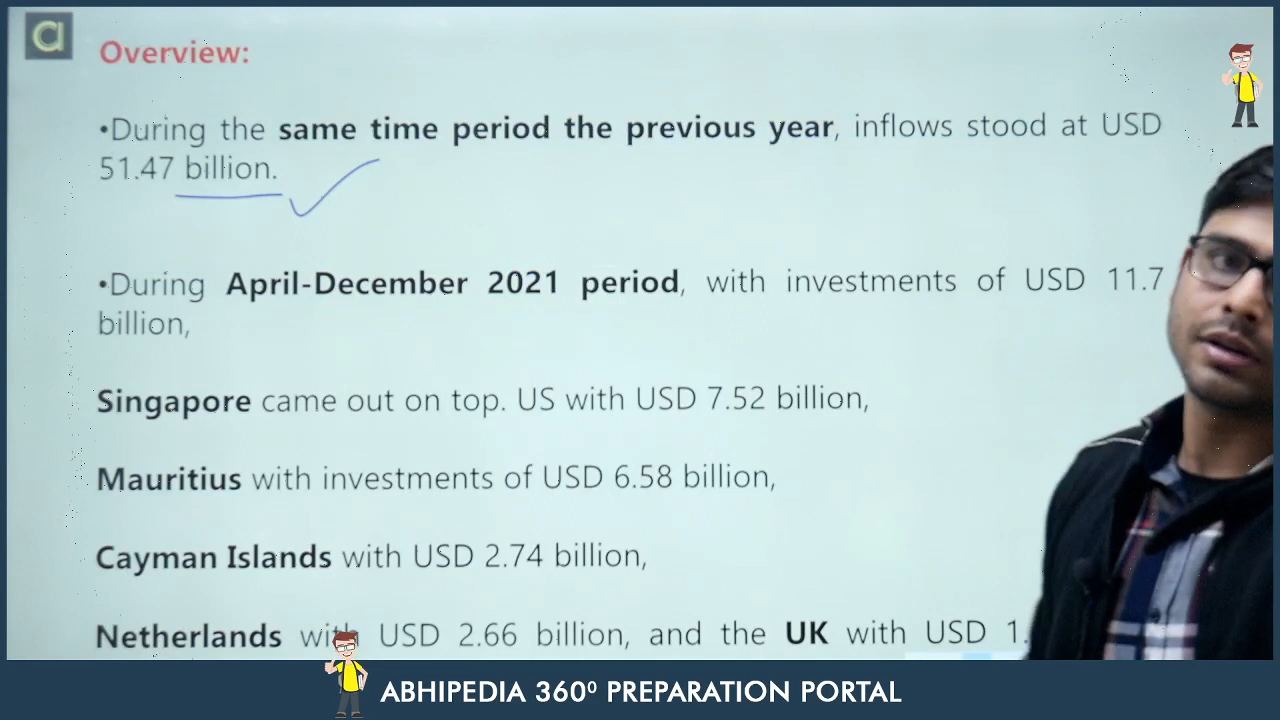 a
Overview:
•During the same time period the previous year, inflows stood at USD
51.47 billion.
•During April-December 2021 period, with investments of USD 11.7
billion,
Singapore came out on top. US with USD 7.52 billion,
Mauritius with investments of USD 6.58 billion,
Cayman Islands with USD 2.74 billion,
Netherlands with USD 2.66 billion, and the UK with USD 1.
ABHIPEDIA 360⁰ PREPARATION PORTAL